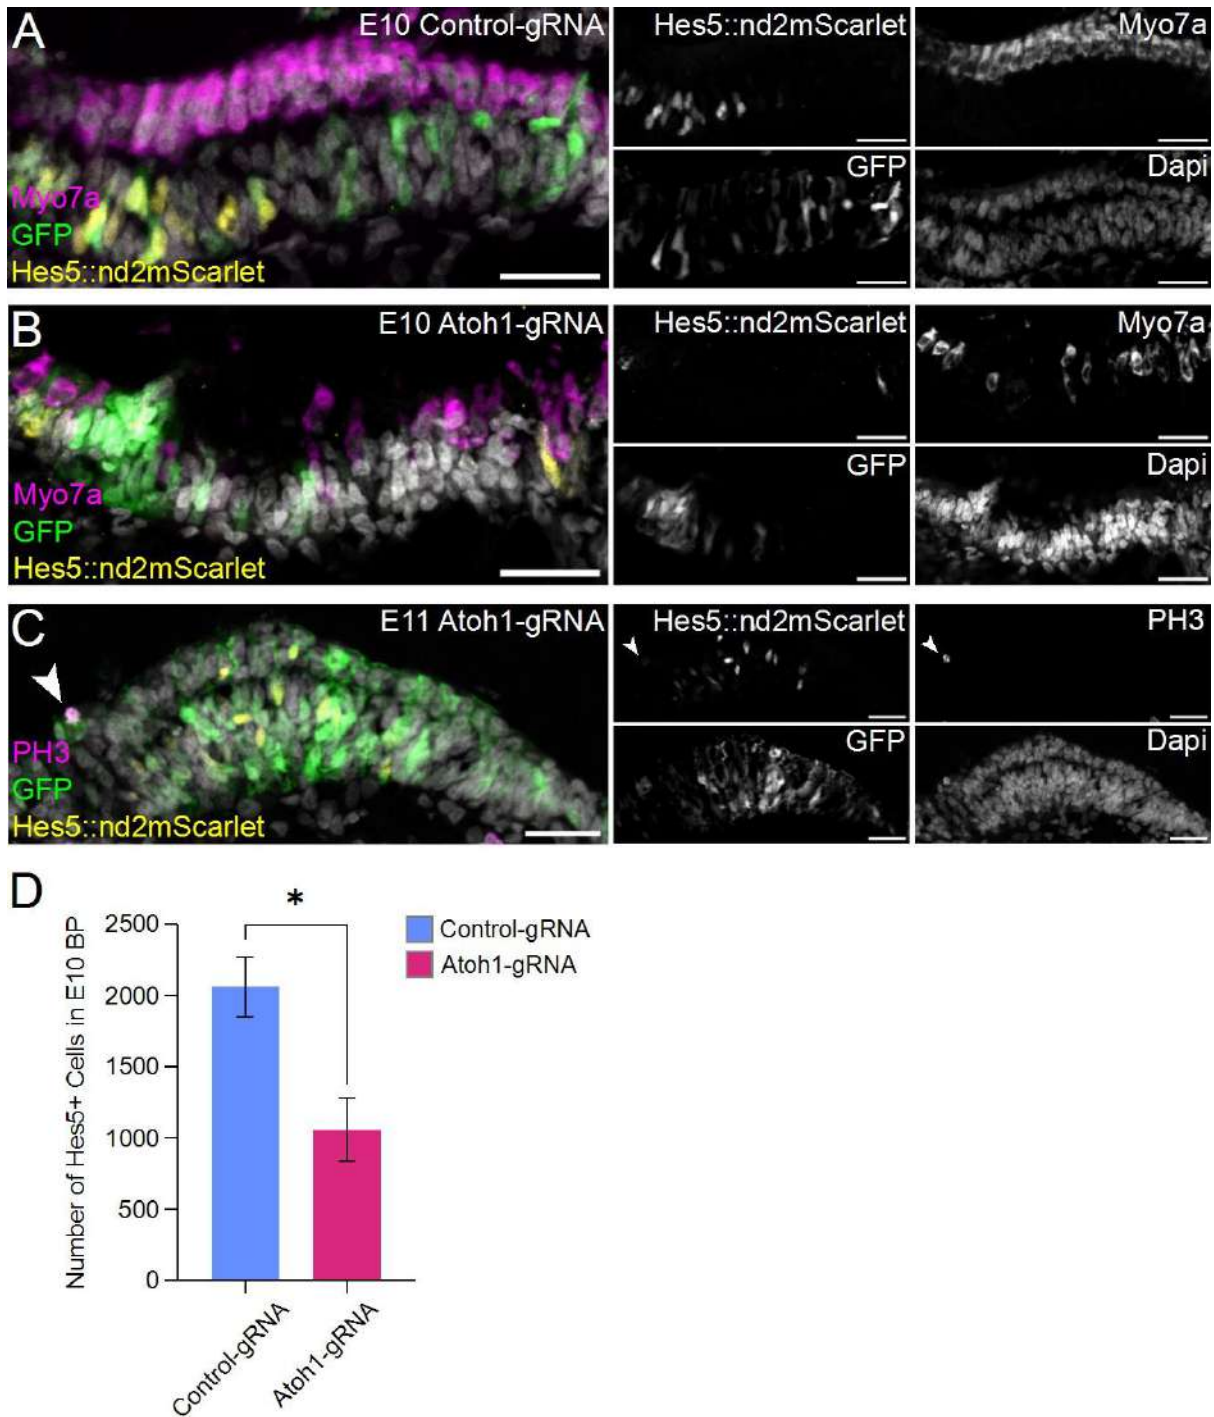 A
E10 Control-gRNA
Myo7a
GFP
Hes5::nd2mScarlet
Hes5::nd2mScarlet
Myo7a
GFP
Dapi
B
E10 Atoh1-gRNA
Myo7a
GFP
Hes5::nd2mScarlet
Hes5::nd2mScarlet
Myo7a
GFP
Dapi
C
E11 Atoh1-gRNA
PH3
GFP
Hes5::nd2mScarlet
Hes5::nd2mScarlet
PH3
GFP
Dapi
D
Number of Hes5+ Cells in E10 BP
2500
2000
1500
1000
500
0
*
Control-gRNA
Atoh1-gRNA
Control-gRNA
Atoh1-gRNA